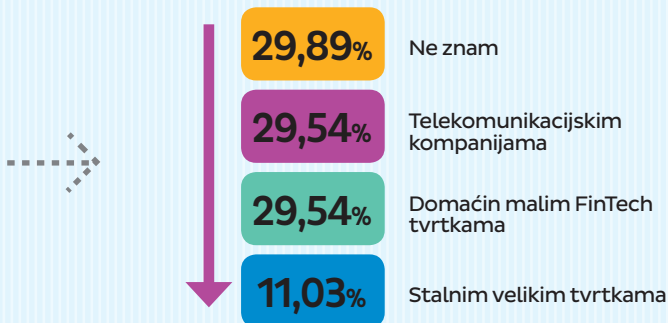 29,89%
Ne znam
29,54%
Telekomunikacijskim
kompanijama
29,54%
Domaćin malim FinTech
tvrtkama
11,03%
Stalnim velikim tvrtkama